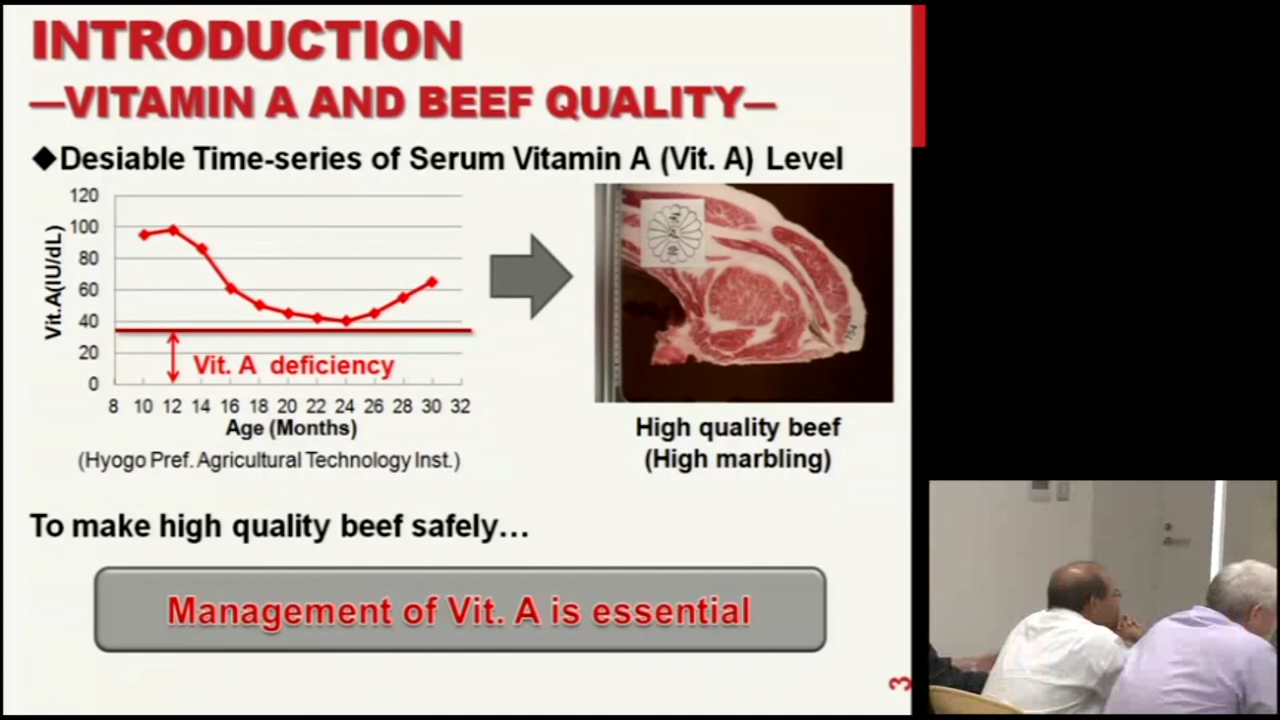 INTRODUCTION
—VITAMIN A AND BEEF QUALITY—
◆Desiable Time-series of Serum Vitamin A (Vit. A) Level
120
100
80
60
40
20
0
Vit.A(IU/dL)
Vit. A deficiency
8 10 12 14 16 18 20 22 24 26 28 30 32
Age (Months)
(Hyogo Pref. Agricultural Technology Inst.)
High quality beef
(High marbling)
To make high quality beef safely…
Management of Vit. A is essential
3